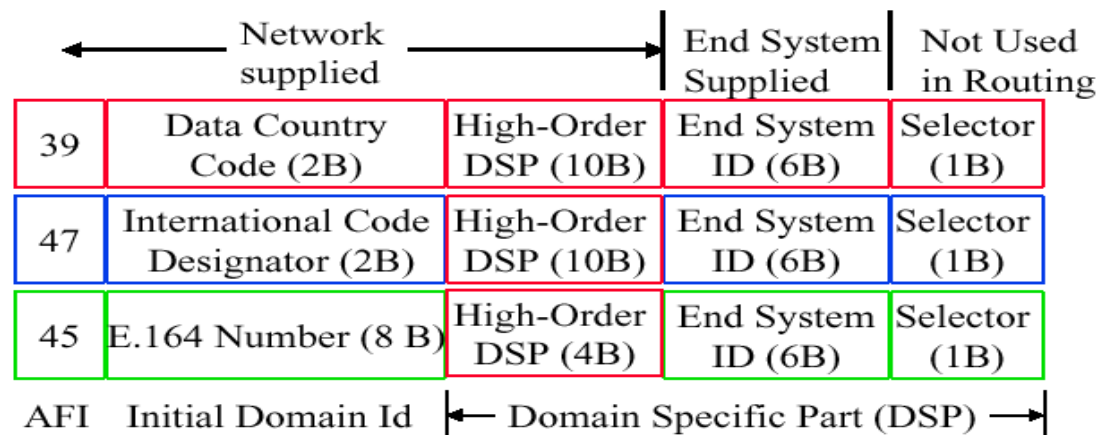 Network supplied
End System Supplied
Not Used in Routing
39
Data Country Code (2B)
High-Order DSP (10B)
End System ID (6B)
Selector (1B)
47
International Code Designator (2B)
High-Order DSP (10B)
End System ID (6B)
Selector (1B)
45
E.164 Number (8 B)
High-Order DSP (4B)
End System ID (6B)
Selector (1B)
AFI
Initial Domain Id
Domain Specific Part (DSP)